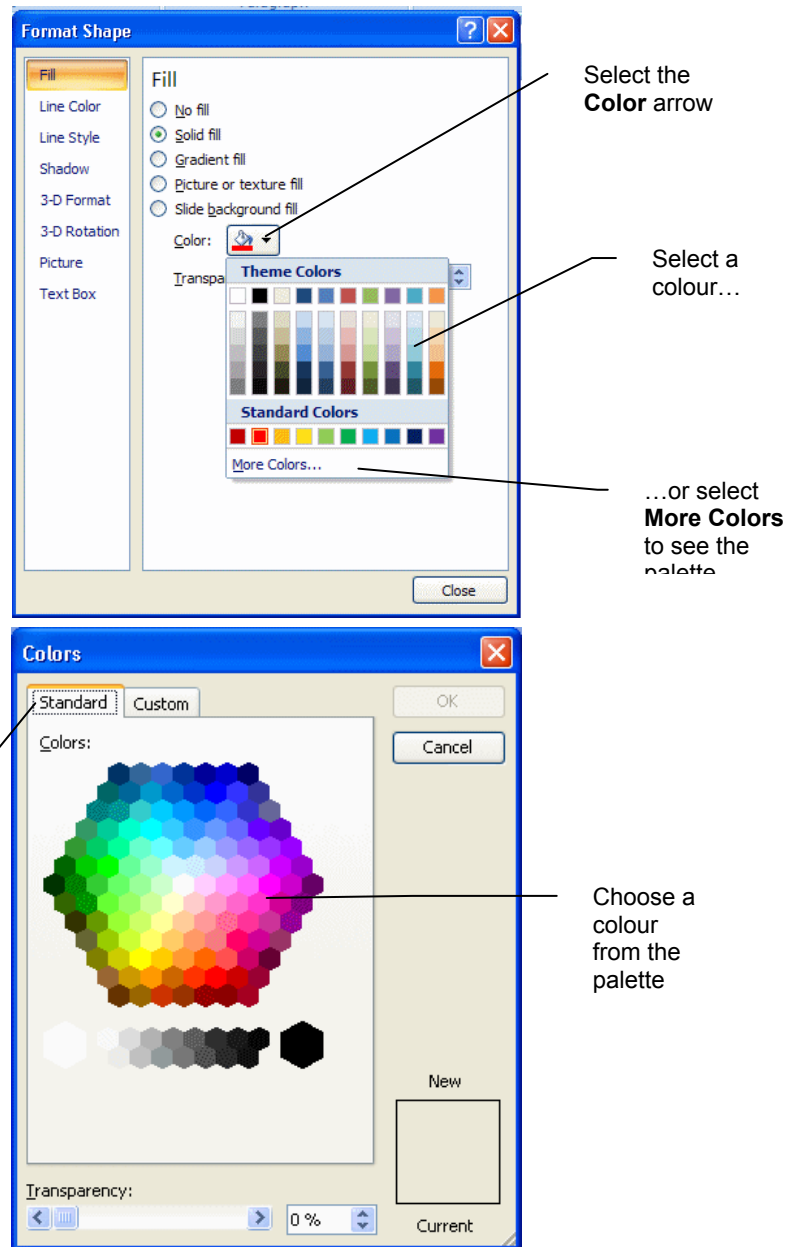 Format Shape
Fill
Line Color
Line Style
Shadow
3-D Format
3-D Rotation
Picture
Text Box
Fill
No fill
Solid fill
Gradient fill
Picture or texture fill
Slide background fill
Color:
Transpa
Theme Colors
Standard Colors
More Colors...
Close
Select the
Color arrow
Select a
colour…
…or select
More Colors
to see the
palette
Colors
Standard
Custom
OK
Cancel
Colors:
New
Current
Transparency:
0 %
Choose a
colour
from the
palette